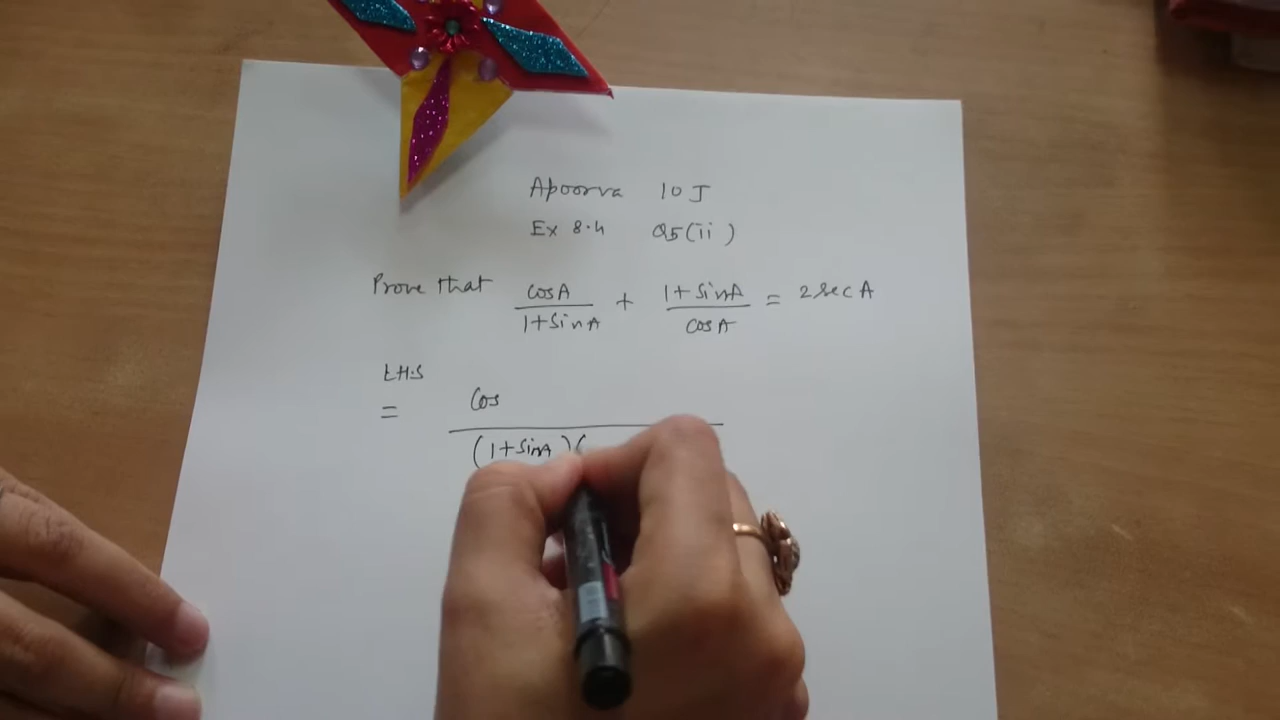 Apoorva 10 J
Ex 8.4 Q5(ii)
Prove that cosA/1+sinA + 1+sinA/cosA = 2secA
LHS
= cos/(1+sinA)(